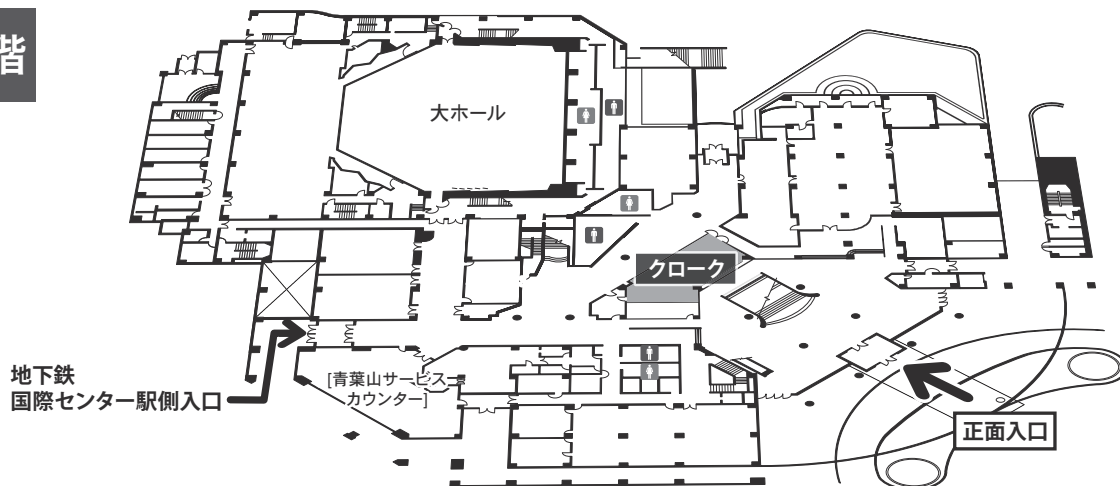 階
大ホール
クローク
地下鉄
国際センター駅側入口
[青葉山サービス
カウンター]
正面入口